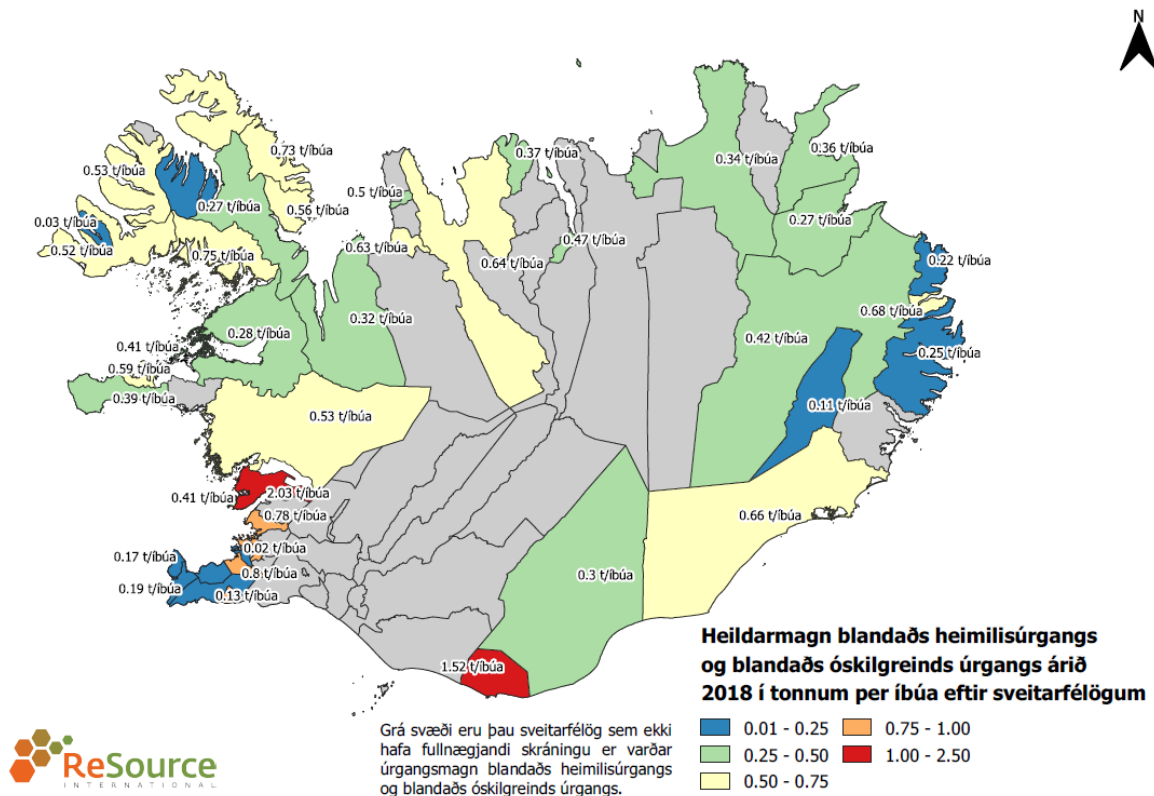 N
0.37 t/íbúa
0.73 t/íbúa
0.36 t/íbúa
0.34 t/íbúa
0.53 t/íbúa
0.5 t/íbúa
0.27 t/íbúa
0.56 t/íbúa
0.03 t/íbúa
0.27 t/íbúa
0.47 t/íbúa
0.63 t/íbúa
0.52 t/íbúa
0.75 t/íbúa
0.64 t/íbúa
0.22 t/íbúa
0.68 t/íbúa
0.32 t/íbúa
0.42 t/íbúa
0.28 t/íbúa
0.41 t/íbúa
0.25 t/íbúa
0.59 t/íbúa
0.39 t/íbúa
0.11 t/íbúa
0.53 t/íbúa
2.03 t/íbúa
0.41 t/íbúa
0.78 t/íbúa
0.66 t/íbúa
0.02 t/íbúa
0.17 t/íbúa
0.8 t/íbúa
0.3 t/íbúa
0.19 t/íbúa
0.13 t/íbúa
1.52 t/íbúa
Heildarmagn blandaðs heimilisúrgangs
og blandaðs óskilgreinds úrgangs árið
2018 í tonnum per íbúa eftir sveitarfélögum
0.01 - 0.25
0.75 - 1.00
0.25 - 0.50
1.00 - 2.50
0.50 - 0.75
Grá svæði eru þau sveitarfélög sem ekki
hafa fullnægjandi skráningu er varðar
úrgangsmagn blandaðs heimilisúrgangs
og blandaðs óskilgreinds úrgangs.
ReSource
INTERNATIONAL